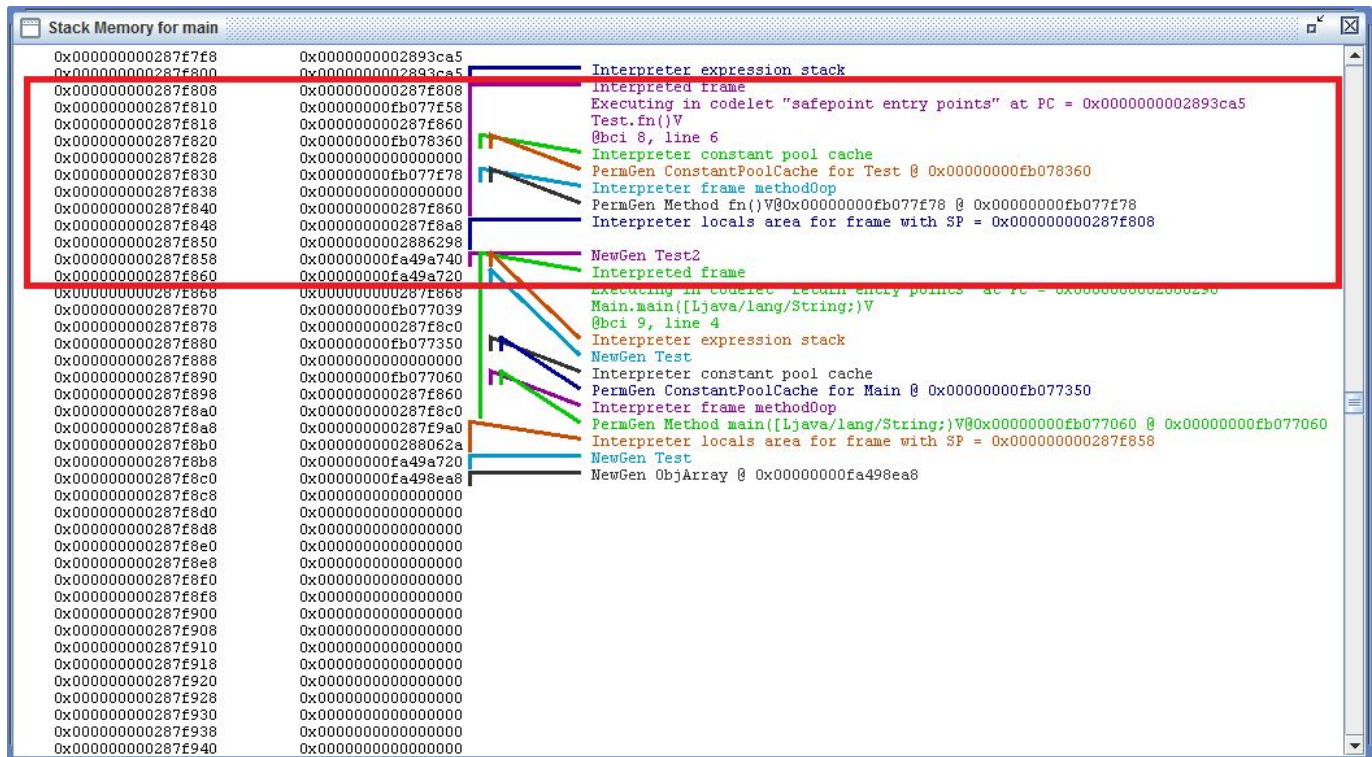 Stack Memory for main
0x000000000287f7f8 0x0000000002893ca5
0x000000000287f800 0x0000000002893ca5 Interpreter expression stack
0x000000000287f808 0x000000000287f808 Interpreted frame
0x000000000287f810 0x00000000fb077f58 Executing in codelet "safepoint entry points" at PC = 0x0000000002893ca5
0x000000000287f818 0x000000000287f860 Test.fn()V
0x000000000287f820 0x00000000fb078360 @bci 8, line 6
0x000000000287f828 0x0000000000000000 Interpreter constant pool cache
0x000000000287f830 0x00000000fb077f78 PermGen ConstantPoolCache for Test @ 0x00000000fb078360
0x000000000287f838 0x0000000000000000 Interpreter frame methodOop
0x000000000287f840 0x000000000287f860 PermGen Method fn()V@0x00000000fb077f78 @ 0x00000000fb077f78
0x000000000287f848 0x000000000287f8a8 Interpreter locals area for frame with SP = 0x000000000287f808
0x000000000287f850 0x0000000002886298
0x000000000287f858 0x00000000fa49a740 NewGen Test2
0x000000000287f860 0x00000000fa49a720 Interpreted frame
0x000000000287f868 0x000000000287f868 Executing in codelet "return entry points" at PC =
0x000000000287f870 0x00000000fb077039 Main.main([Ljava/lang/String;)V
0x000000000287f878 0x000000000287f8c0 @bci 9, line 4
0x000000000287f880 0x00000000fb077350 Interpreter expression stack
0x000000000287f888 0x0000000000000000 NewGen Test
0x000000000287f890 0x00000000fb077060 Interpreter constant pool cache
0x000000000287f898 0x000000000287f860 PermGen ConstantPoolCache for Main @ 0x00000000fb077350
0x000000000287f8a0 0x000000000287f8c0 Interpreter frame methodOop
0x000000000287f8a8 0x000000000287f9a0 PermGen Method main([Ljava/lang/String;)V@0x00000000fb077060 @ 0x00000000fb077060
0x000000000287f8b0 0x000000000288062a Interpreter locals area for frame with SP = 0x000000000287f858
0x000000000287f8b8 0x00000000fa49a720 NewGen Test
0x000000000287f8c0 0x00000000fa498ea8 NewGen ObjArray @ 0x00000000fa498ea8
0x000000000287f8c8 0x0000000000000000
0x000000000287f8d0 0x0000000000000000
0x000000000287f8d8 0x0000000000000000
0x000000000287f8e0 0x0000000000000000
0x000000000287f8e8 0x0000000000000000
0x000000000287f8f0 0x0000000000000000
0x000000000287f8f8 0x0000000000000000
0x000000000287f900 0x0000000000000000
0x000000000287f908 0x0000000000000000
0x000000000287f910 0x0000000000000000
0x000000000287f918 0x0000000000000000
0x000000000287f920 0x0000000000000000
0x000000000287f928 0x0000000000000000
0x000000000287f930 0x0000000000000000
0x000000000287f938 0x0000000000000000
0x000000000287f940 0x0000000000000000